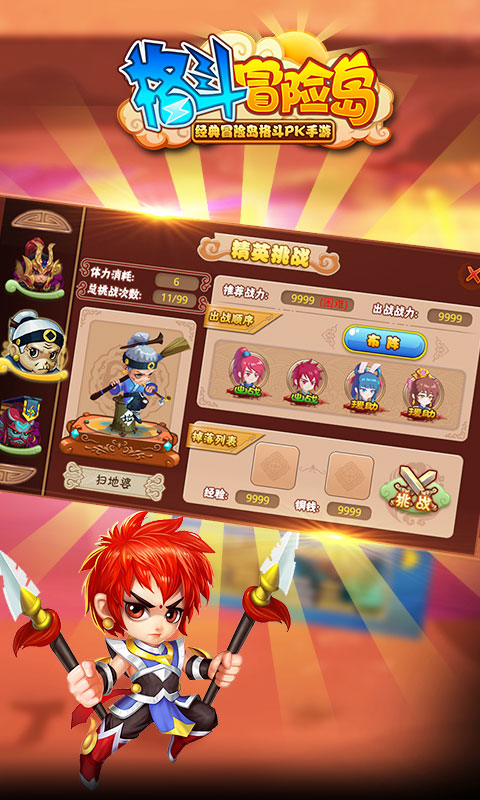 格斗冒险岛
经典冒险岛格斗PK手游
精英挑战
体力消耗: 6
总挑战次数: 11/99
推荐战力: 9999 [困难]
出战战力: 9999
出战顺序
布阵
出战
出战
援助
援助
掉落列表
经验: 9999
铜钱: 9999
挑战
扫地婆